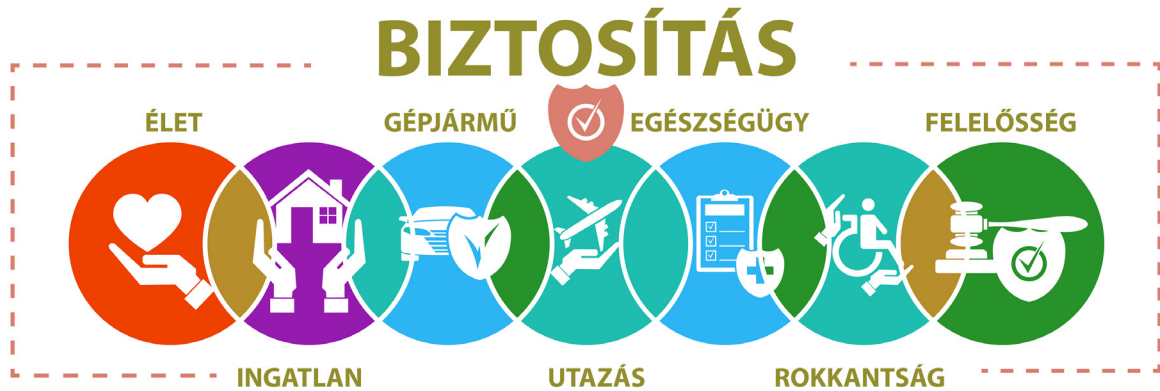 BIZTOSÍTÁS
ÉLET
GÉPJÁRMŰ
EGÉSZSÉGÜGY
FELELŐSSÉG
INGATLAN
UTAZÁS
ROKKANTSÁG